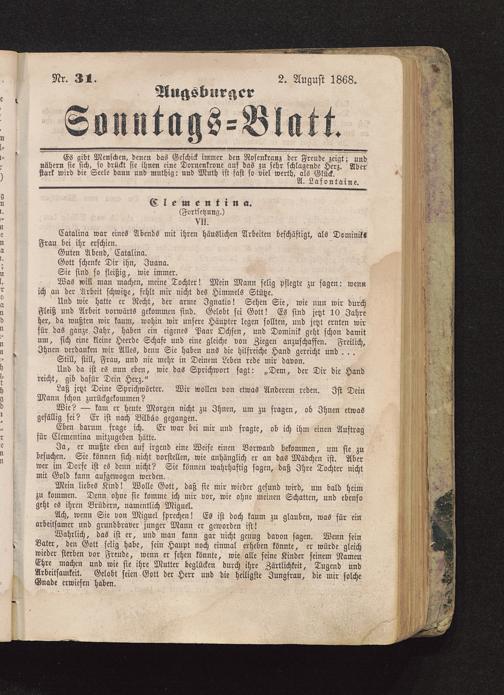 Nr. 31. 2. August 1868.
Augsburger
Sonntags=Blatt.
Es gibt Menschen, denen das Geschick immer den Rosenkranz der Freude zeigt; und
nähern sie sich, so drückt sie ihnen eine Dornenkrone auf das zu sehr schlagende Herz. Aber
stark wird die Seele dann und muthig: und Muth ist fast so viel werth, als Glück.
A. Lafontaine.
Clementina.
(Fortsetzung.)
VII.
Catalina war eines Abends mit ihren häuslichen Arbeiten beschäftigt, als Dominiks
Frau bei ihr erschien.
Guten Abend, Catalina.
Gott schenke Dir ihn, Juana.
Sie sind so fleißig, wie immer.
Was will man machen, meine Tochter! Mein Mann selig pflegte zu sagen: wenn
ich an der Arbeit schwitze, fehlt mir nicht des Himmels Stütze.
Und wie hatte er Recht, der arme Ignatio! Sehen Sie, wie nun wir durch
Fleiß und Arbeit vorwärts gekommen sind. Gelobt sei Gott! Es sind jetzt 10 Jahre
her, da wußten wir kaum, wohin wir unsere Häupter legen sollten, und jetzt ernten wir
für das ganze Jahr, haben ein eigenes Paar Ochsen, und Dominik geht schon damit
um, sich eine kleine Heerde Schafe und eine gleiche von Ziegen anzuschaffen. Freilich,
Ihnen verdanken wir Alles, denn Sie haben uns die hilfreiche Hand gereicht und . . .
Still, still, Frau, und nie mehr in Deinem Leben rede mir davon.
Und da ist es nun eben, wie das Sprichwort sagt: „Dem, der Dir die Hand
reicht, gib dafür Dein Herz.“
Laß jetzt Deine Sprichwörter. Wir wollen von etwas Anderem reden. Ist Dein
Mann schon zurückgekommen?
Wie? — kam er heute Morgen nicht zu Ihnen, um zu fragen, ob Ihnen etwas
gefällig sei? Er ist nach Bilbao gegangen.
Eben darum frage ich. Er war bei mir und fragte, ob ich ihm einen Auftrag
für Clementina mitzugeben hätte.
Ja, er mußte eben auf irgend eine Weise einen Vorwand bekommen, um sie zu
besuchen. Sie können sich nicht vorstellen, wie anhänglich er an das Mädchen ist. Aber
wer im Dorfe ist es denn nicht? Sie können wahrhaftig sagen, daß Ihre Tochter nicht
mit Gold kann aufgewogen werden.
Mein liebes Kind! Wolle Gott, daß sie mir wieder gesund wird, um bald heim
zu kommen. Denn ohne sie komme ich mir vor, wie ohne meinen Schatten, und ebenso
geht es ihren Brüdern, namentlich Miguel.
Ach, wenn Sie von Miguel sprechen! Es ist doch kaum zu glauben, was für ein
arbeitsamer und grundbraver junger Mann er geworden ist!
Wahrlich, das ist er, und man kann gar nicht genug davon sagen. Wenn sein
Vater, den Gott selig habe, sein Haupt noch einmal erheben könnte, er würde gleich
wieder sterben vor Freude, wenn er sehen könnte, wie alle seine Kinder seinem Namen
Ehre machen und wie sie ihre Mutter beglücken durch ihre Zärtlichkeit, Tugend und
Arbeitsamkeit. Gelobt seien Gott der Herr und die heiligste Jungfrau, die mir solche
Gnade erwiesen haben.